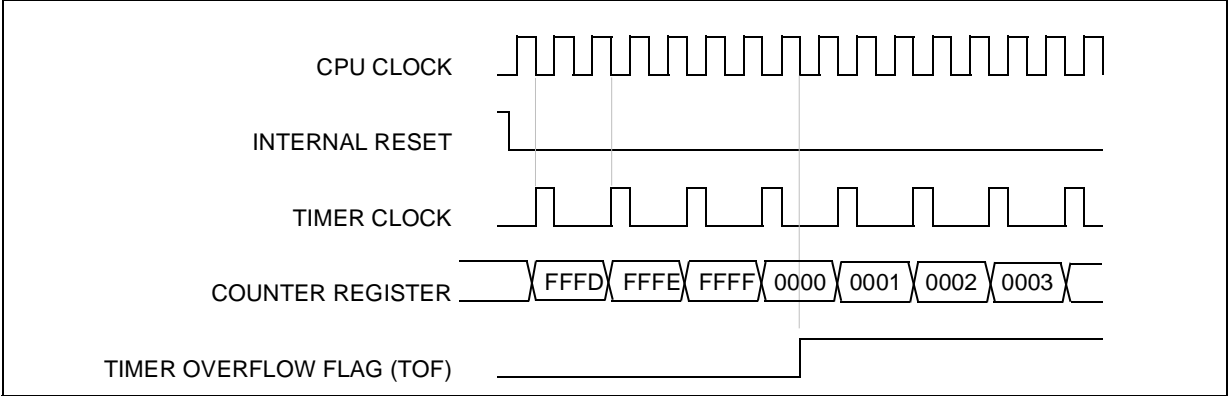 CPU CLOCK
INTERNAL RESET
TIMER CLOCK
COUNTER REGISTER FFFD FFFE FFFF 0000 0001 0002 0003
TIMER OVERFLOW FLAG (TOF)